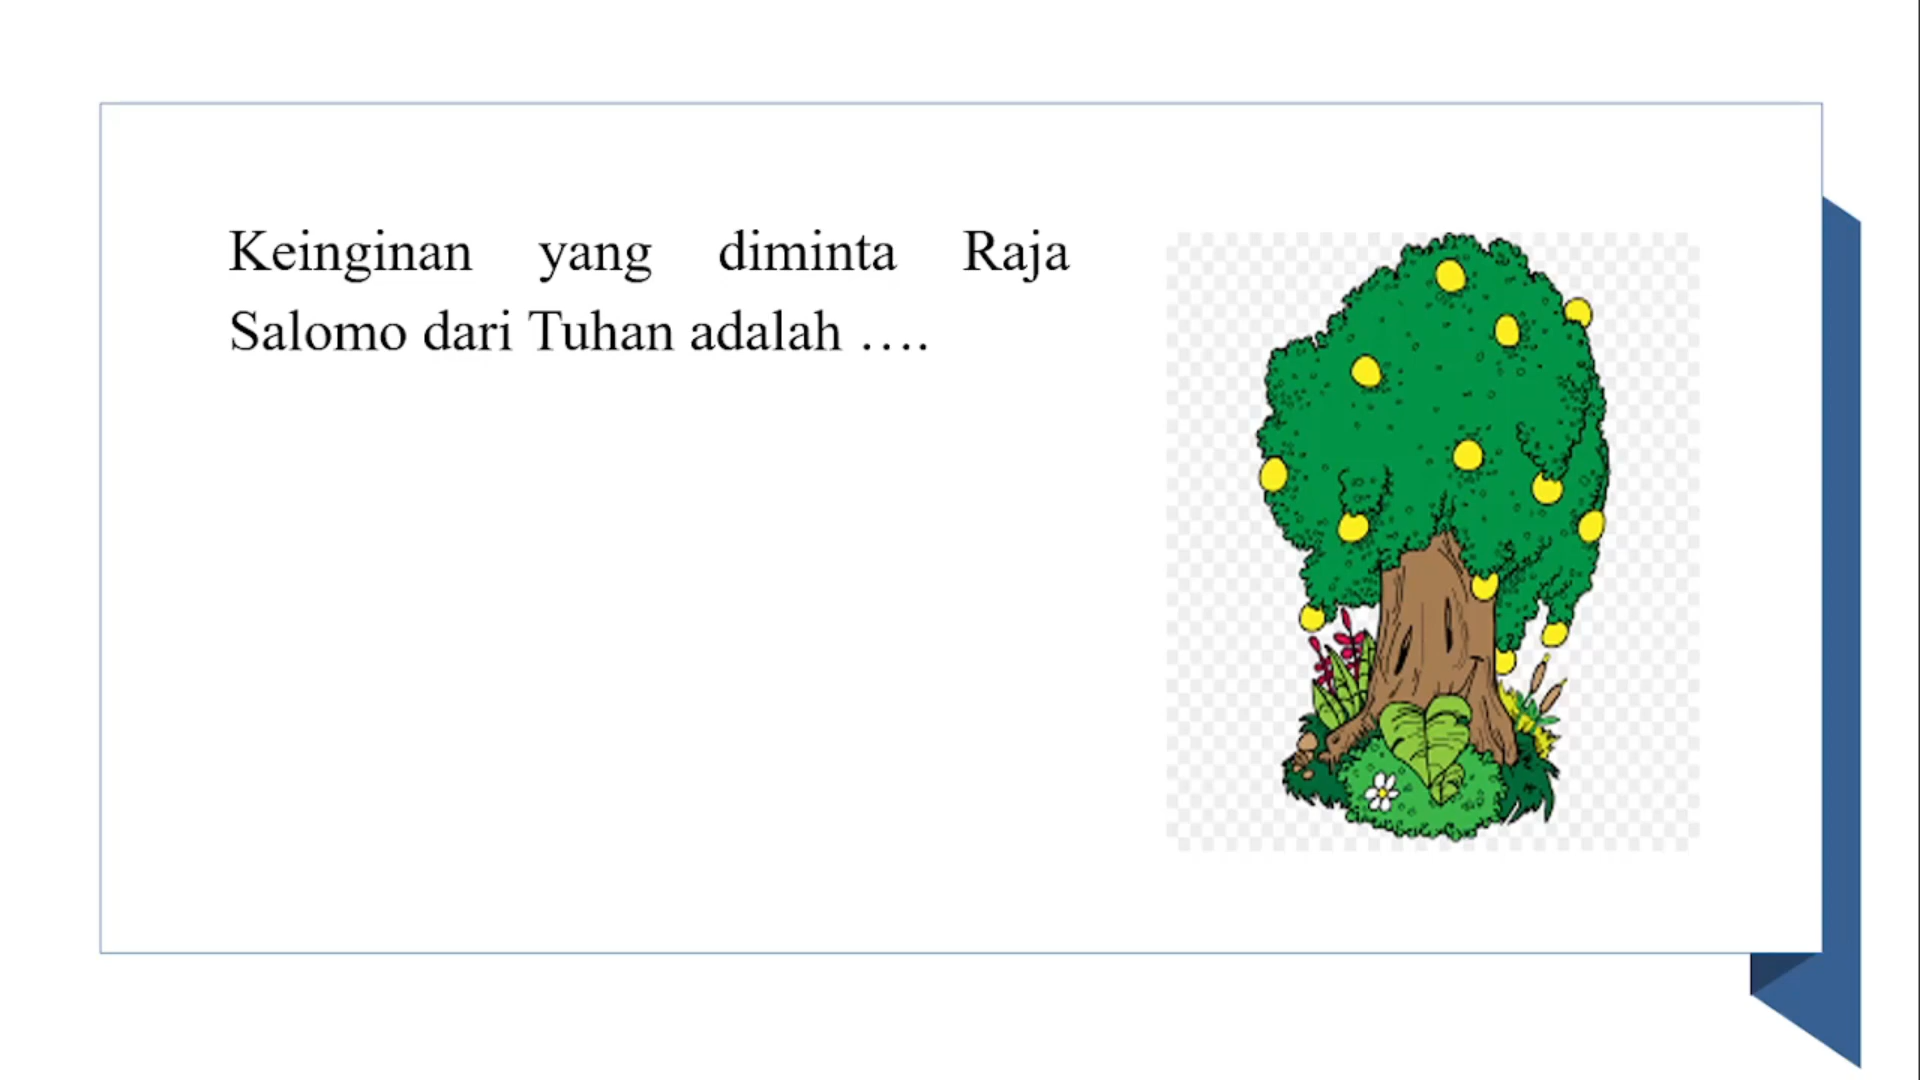 Keinginan yang diminta Raja
Salomo dari Tuhan adalah ….